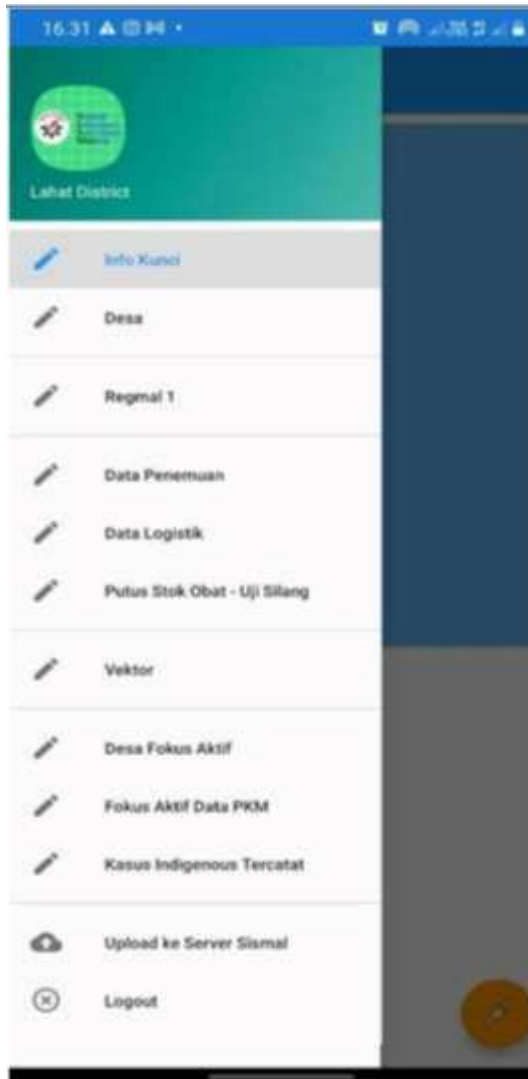 16.31
Lahat District
Info Kunci
Desa
Regmal 1
Data Penemuan
Data Logistik
Putus Stok Obat - Uji Silang
Vektor
Desa Fokus Aktif
Fokus Aktif Data PKM
Kasus Indigenous Tercatat
Upload ke Server Sismal
Logout